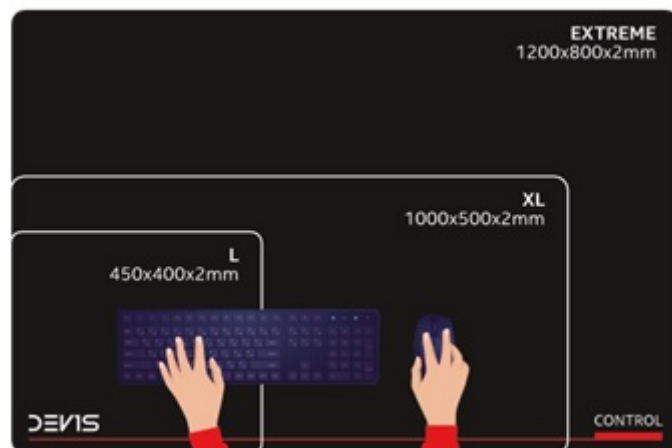 EXTREME
1200x800x2mm
XL
1000x500x2mm
L
450x400x2mm
DEVIS
CONTROL